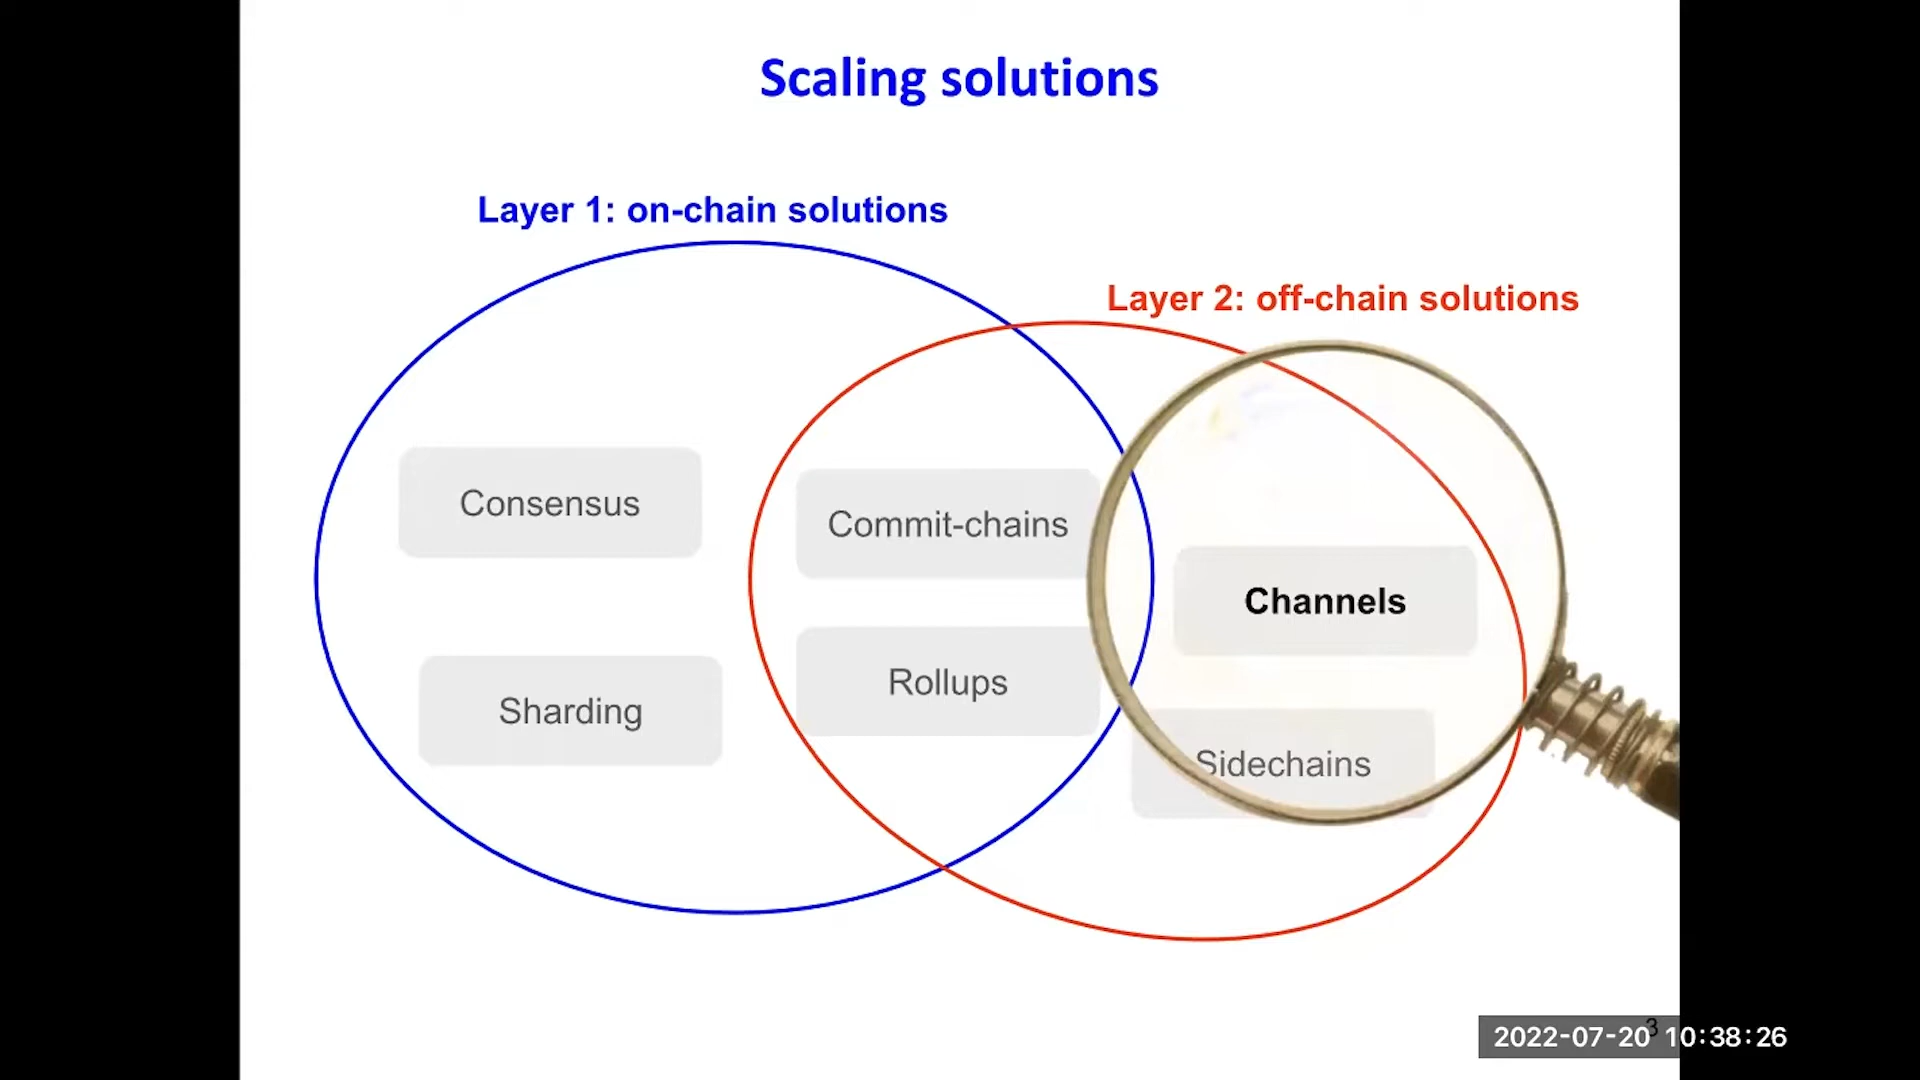 Scaling solutions
Layer 1: on-chain solutions
Layer 2: off-chain solutions
Consensus
Commit-chains
Channels
Rollups
Sharding
Sidechains
3
2022-07-20 10:38:26